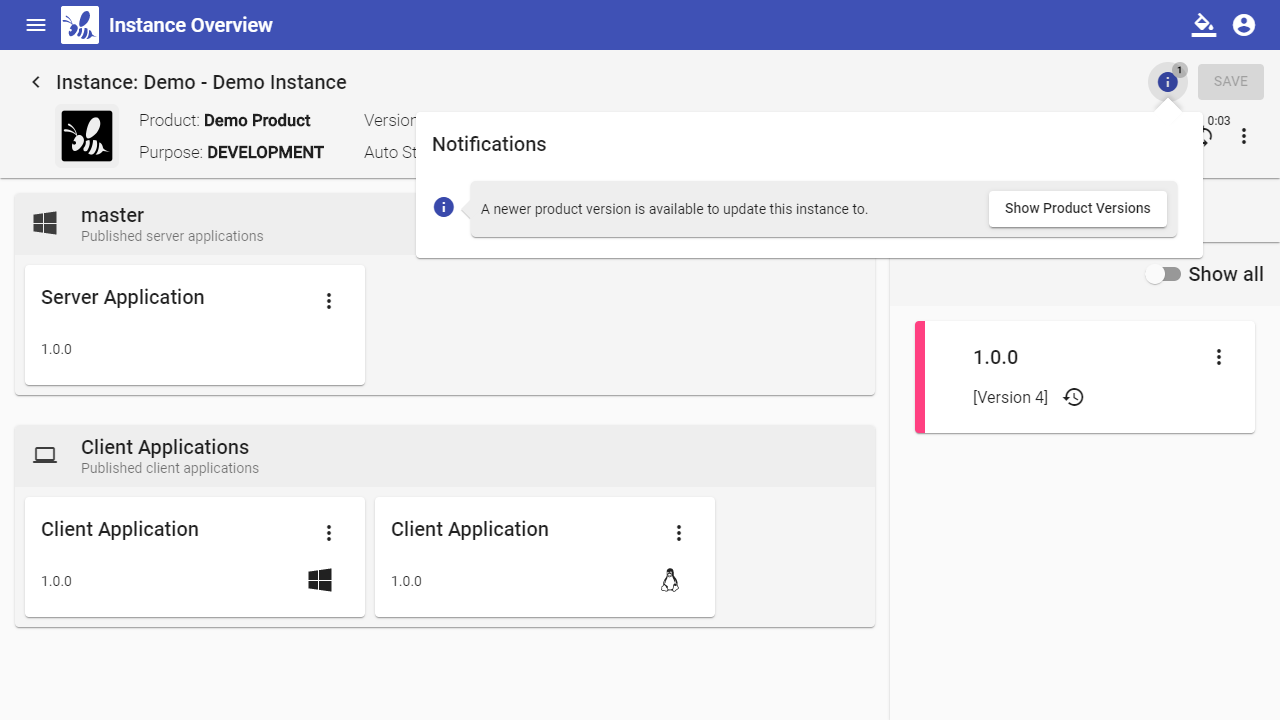 Instance Overview
Instance: Demo - Demo Instance
1
SAVE
Product: Demo Product
Version
0:03
Purpose: DEVELOPMENT
Auto St
Notifications
A newer product version is available to update this instance to.
Show Product Versions
master
Published server applications
Show all
Server Application
1.0.0
1.0.0
[Version 4]
Client Applications
Published client applications
Client Application
1.0.0
Client Application
1.0.0